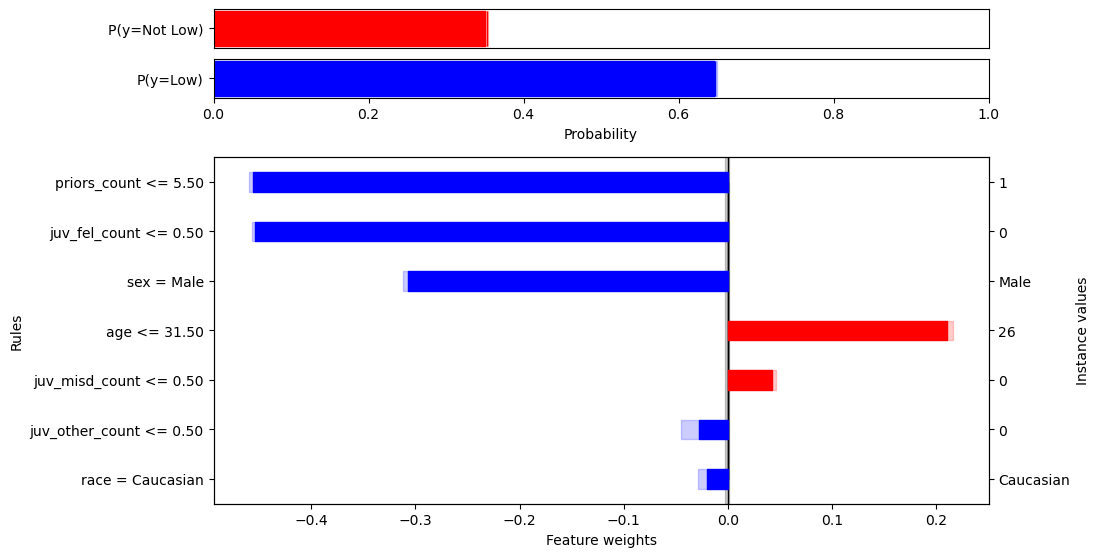 P(y=Not Low)
P(y=Low)
0.0 0.2 0.4 0.6 0.8 1.0
Probability
priors_count <= 5.50 1
juv_fel_count <= 0.50 0
sex = Male Male
age <= 31.50 26
juv_misd_count <= 0.50 0
juv_other_count <= 0.50 0
race = Caucasian Caucasian
Rules
Instance values
−0.4 −0.3 −0.2 −0.1 0.0 0.1 0.2
Feature weights